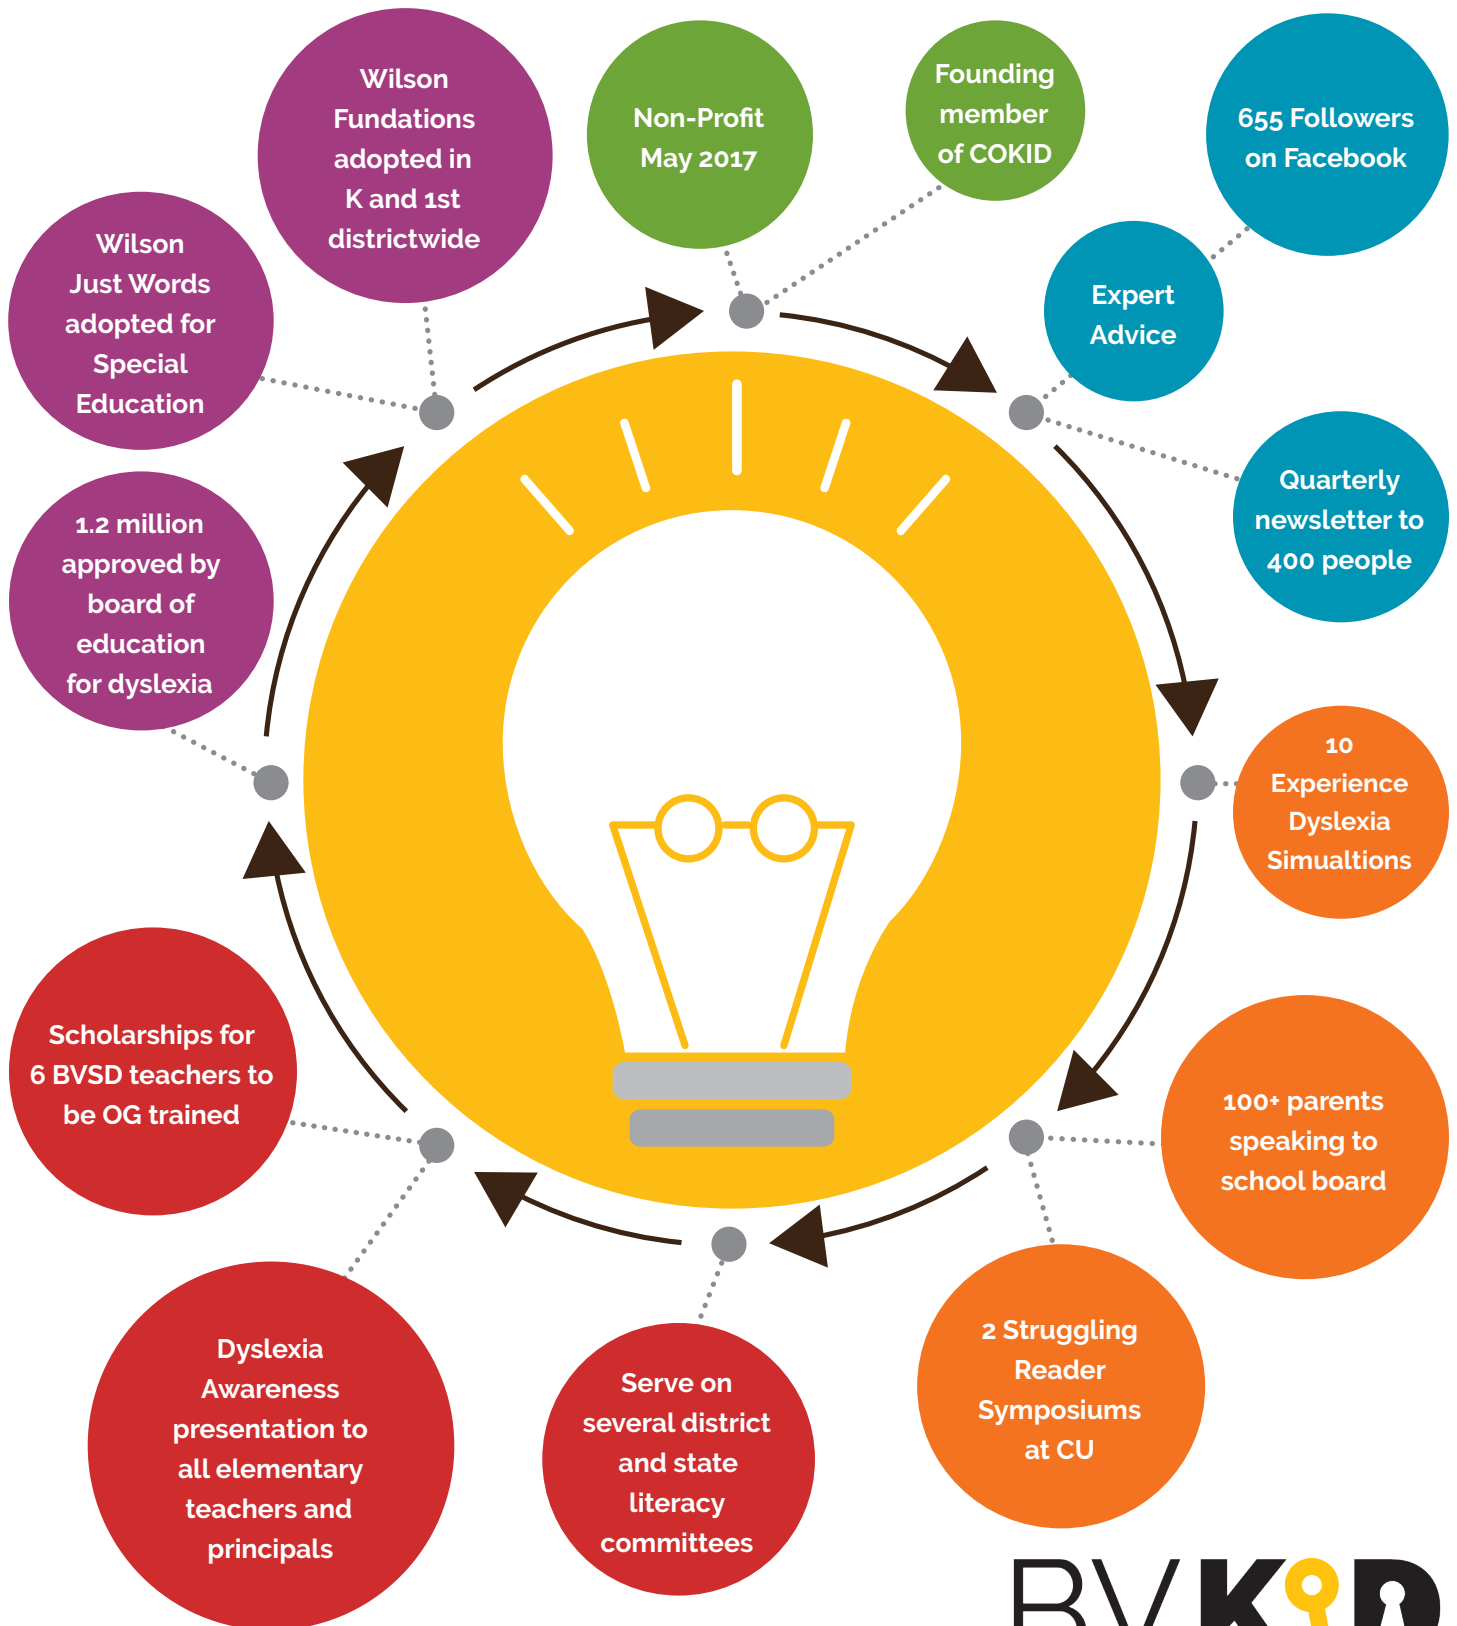 Non-Profit
May 2017
Founding
member
of COKID
655 Followers
on Facebook
Expert
Advice
Quarterly
newsletter to
400 people
10
Experience
Dyslexia
Simualtions
100+ parents
speaking to
school board
2 Struggling
Reader
Symposiums
at CU
Serve on
several district
and state
literacy
committees
Dyslexia
Awareness
presentation to
all elementary
teachers and
principals
Scholarships for
6 BVSD teachers to
be OG trained
1.2 million
approved by
board of
education
for dyslexia
Wilson
Just Words
adopted for
Special
Education
Wilson
Fundations
adopted in
K and 1st
districtwide
BVKID